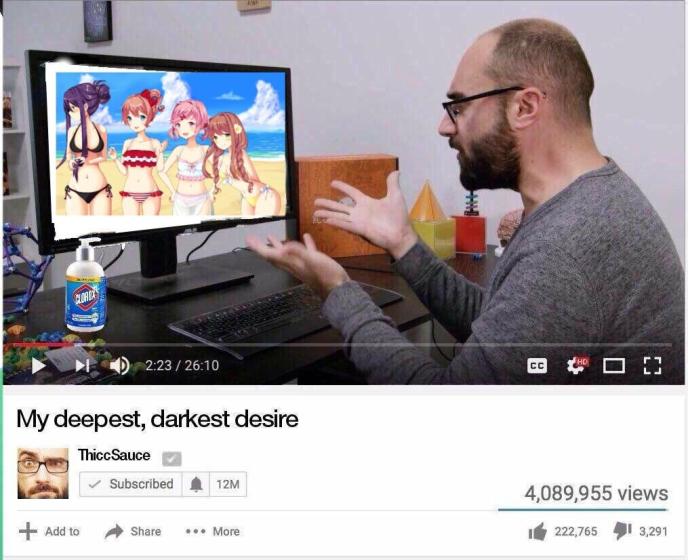 CLOROX
CC
HD
2:23 / 26:10
My deepest, darkest desire
ThiccSauce
Subscribed
12M
4,089,955 views
Add to
Share
More
222,765
3,291